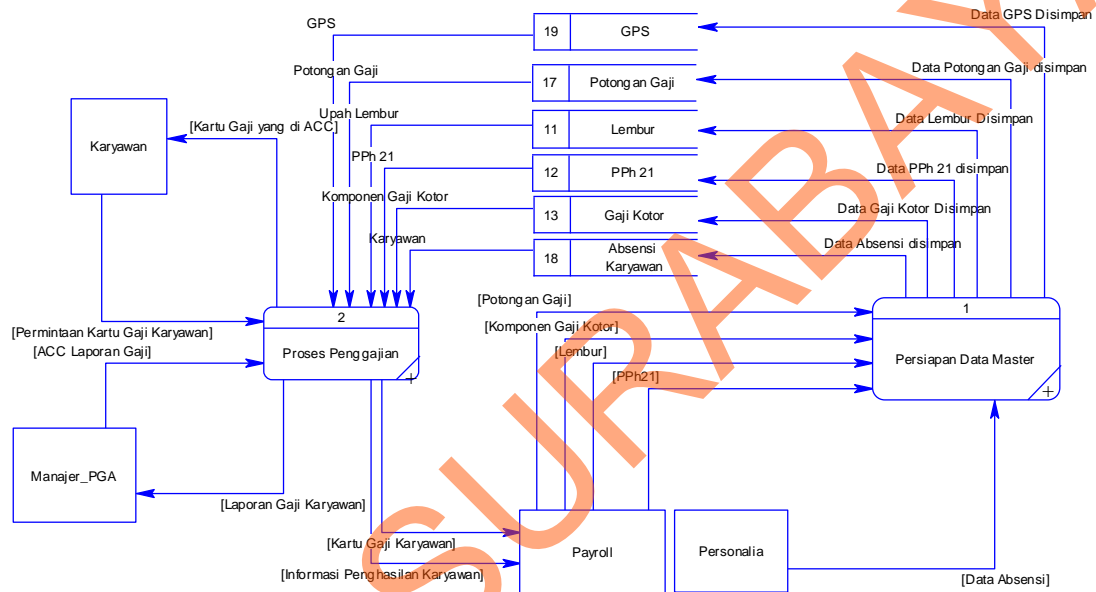 Data GPS Disimpan
GPS
19 GPS
Potongan Gaji
17 Potongan Gaji
Data Potongan Gaji disimpan
Upah Lembur
11 Lembur
Data Lembur Disimpan
[Kartu Gaji yang di ACC]
Karyawan
PPh 21
12 PPh 21
Data PPh 21 disimpan
Komponen Gaji Kotor
13 Gaji Kotor
Data Gaji Kotor Disimpan
Karyawan
18 Absensi
Karyawan
Data Absensi disimpan
[Potongan Gaji]
[Komponen Gaji Kotor]
[Lembur]
[PPh21]
1
Persiapan Data Master
+
2
Proses Penggajian
+
[Permintaan Kartu Gaji Karyawan]
[ACC Laporan Gaji]
Manajer_PGA
[Laporan Gaji Karyawan]
[Kartu Gaji Karyawan]
[Informasi Penghasilan Karyawan]
Payroll
Personalia
[Data Absensi]
SURABAYA